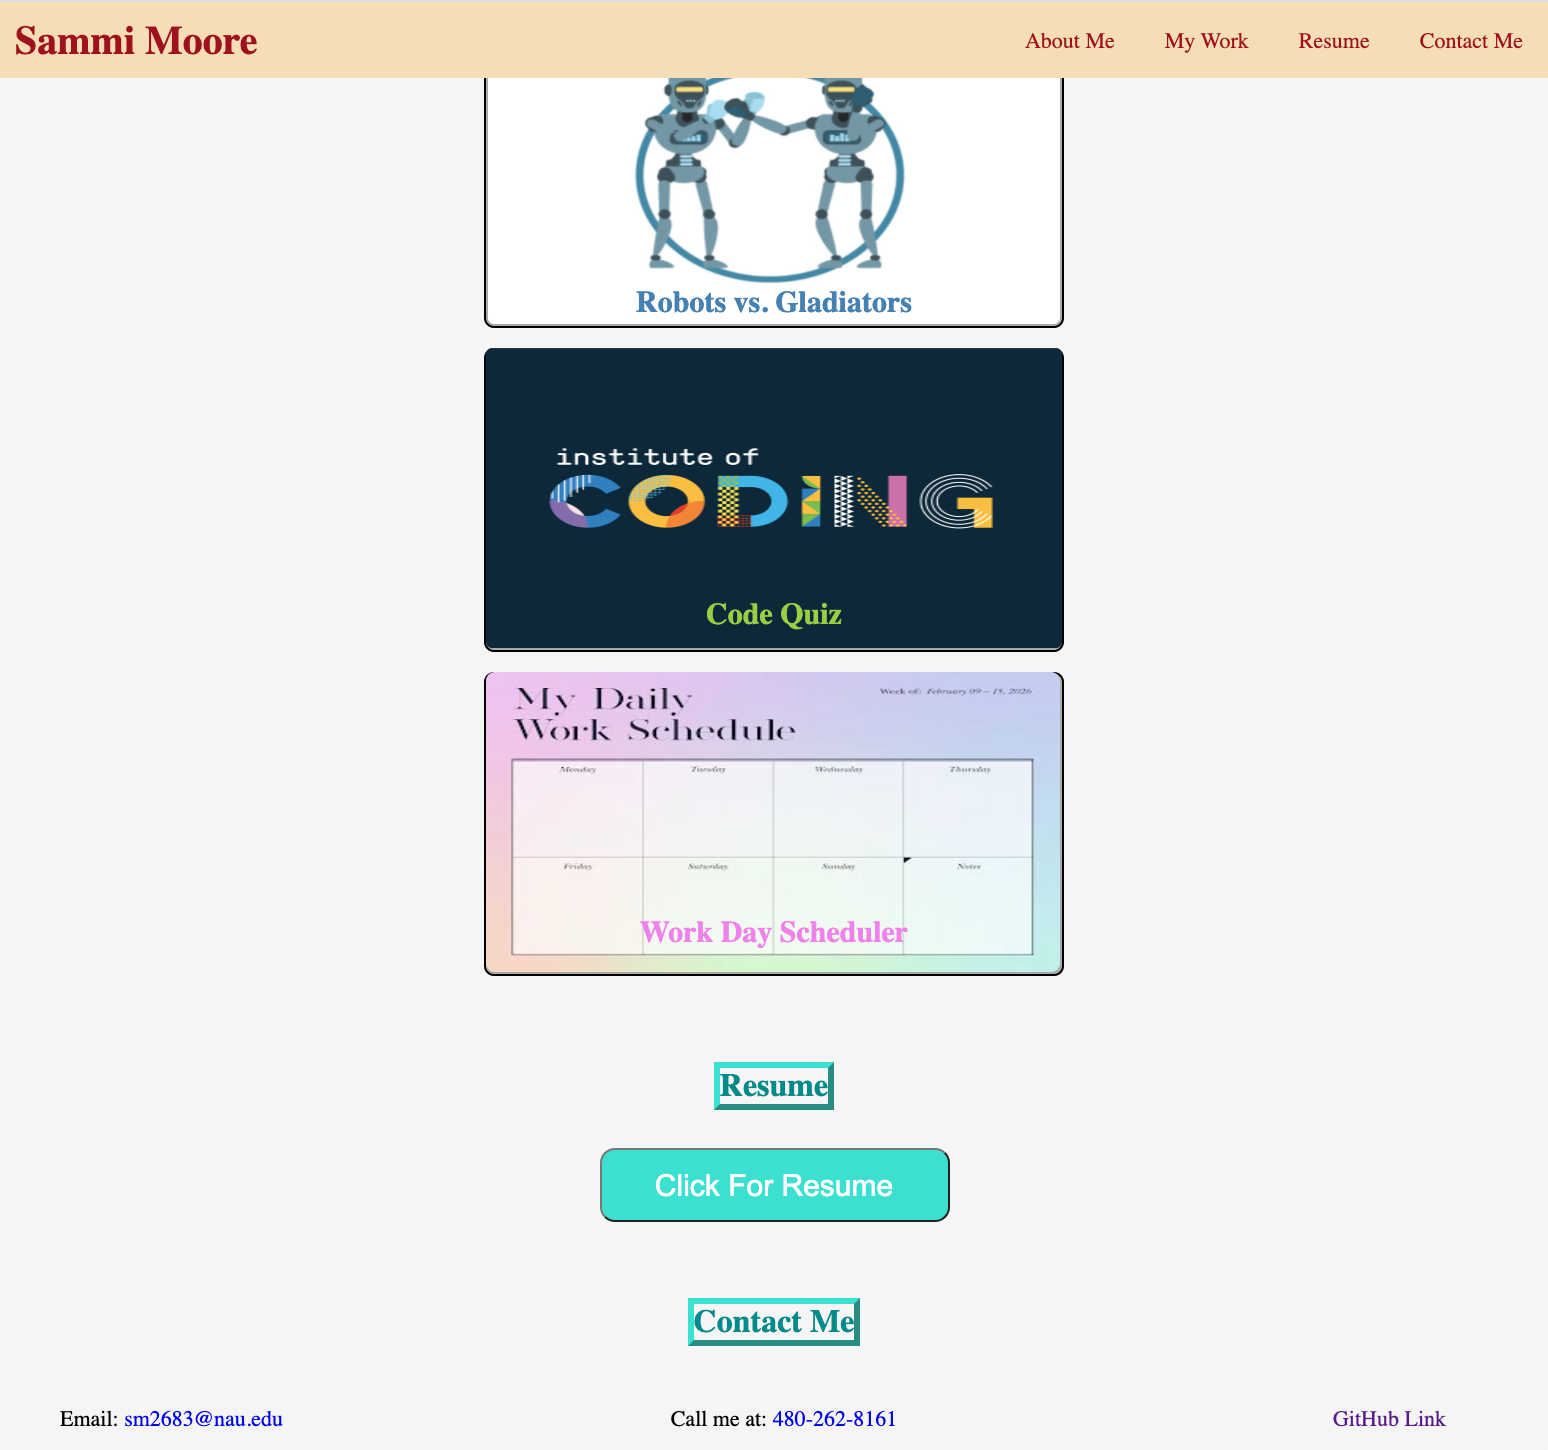 Sammi Moore
About Me My Work Resume Contact Me
Robots vs. Gladiators
institute of
CODING
Code Quiz
My Daily
Work Schedule
Week of: February 09 – 15, 2026
Monday Tuesday Wednesday Thursday
Friday Saturday Sunday Notes
Work Day Scheduler
Resume
Click For Resume
Contact Me
Email: sm2683@nau.edu Call me at: 480-262-8161 GitHub Link